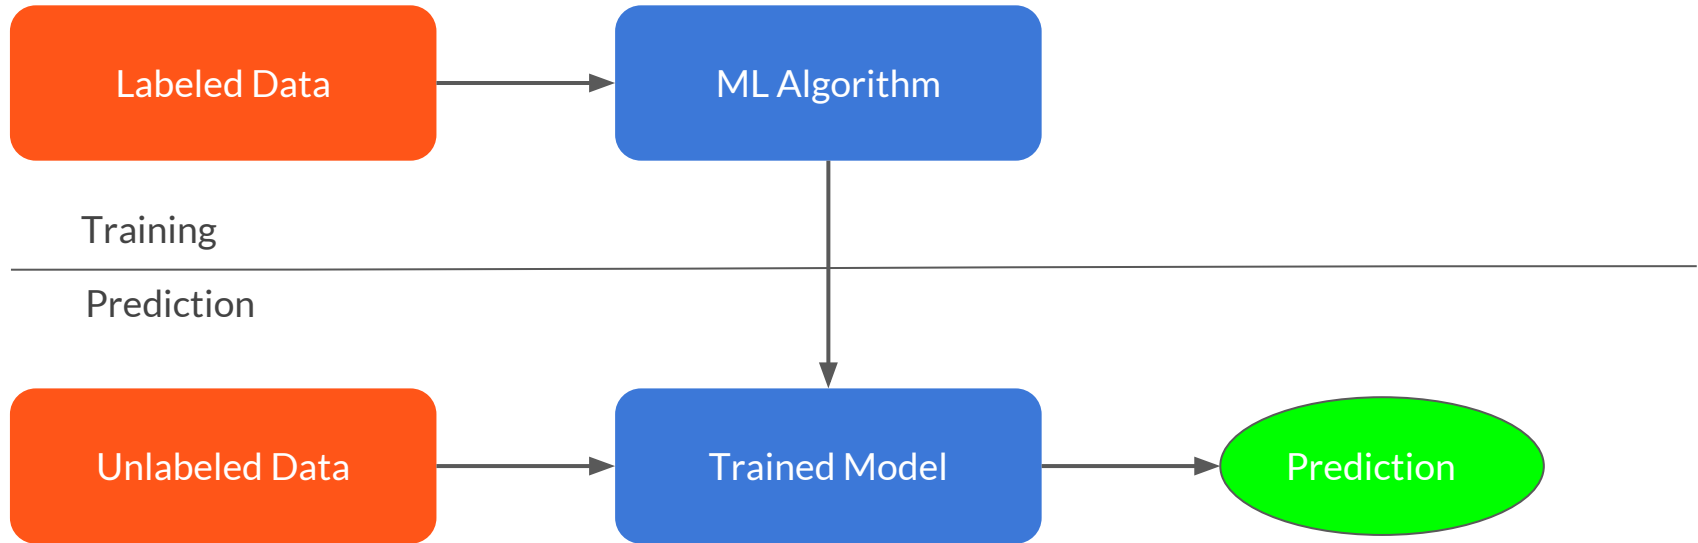 Labeled Data
ML Algorithm
Training
Prediction
Unlabeled Data
Trained Model
Prediction